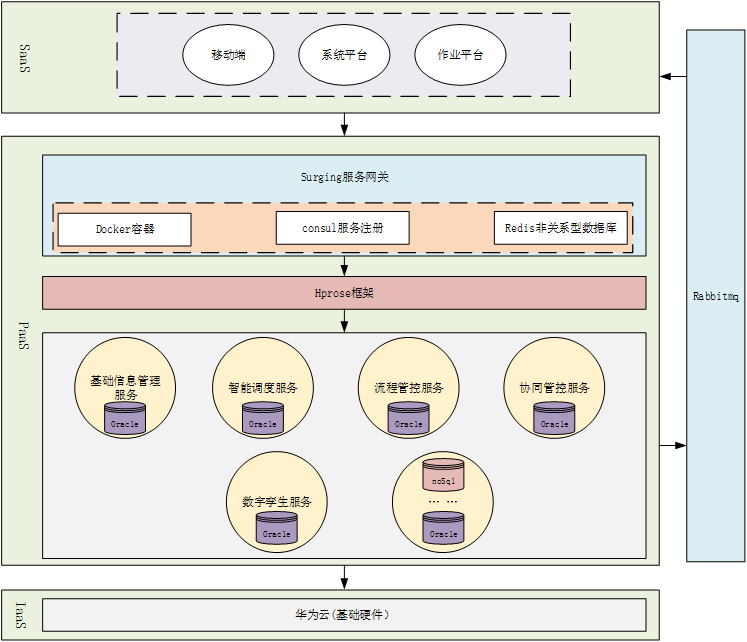 SaaS
移动端
系统平台
作业平台
Surging服务网关
Docker容器
consul服务注册
Redis非关系型数据库
Hprose框架
PaaS
基础信息管理
服务
Oracle
智能调度服务
Oracle
流程管控服务
Oracle
协同管控服务
Oracle
数字孪生服务
Oracle
noSql
... ...
Oracle
Rabbitmq
IaaS
华为云(基础硬件)